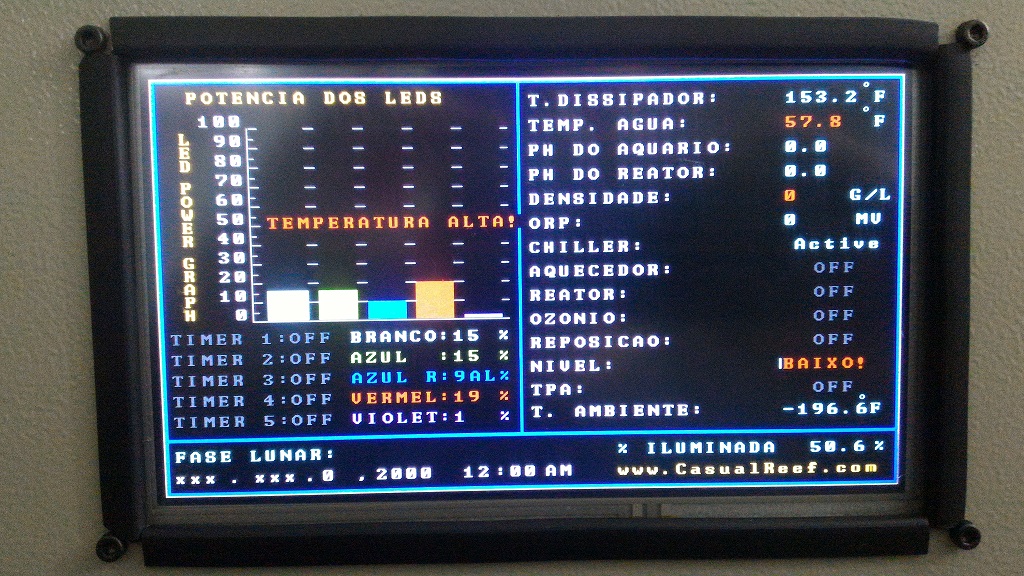 POTENCIA DOS LEDS
LED POWER GRAPH
100
90
80
70
60
50
40
30
20
10
0
TEMPERATURA ALTA!
TIMER 1:OFF BRANCO:15 %
TIMER 2:OFF AZUL :15 %
TIMER 3:OFF AZUL R:9AL%
TIMER 4:OFF VERMEL:19 %
TIMER 5:OFF VIOLET:1 %
T.DISSIPADOR: 153.2°F
TEMP. AGUA: 57.8 °F
PH DO AQUARIO: 0.0
PH DO REATOR: 0.0
DENSIDADE: 0 G/L
ORP: 0 MV
CHILLER: Active
AQUECEDOR: OFF
REATOR: OFF
OZONIO: OFF
REPOSICAO: OFF
NIVEL: BAIXO!
TPA: OFF
T. AMBIENTE: -196.6°F
FASE LUNAR:
xxx . xxx .0 ,2000 12:00 AM
% ILUMINADA 50.6%
www.CasualReef.com